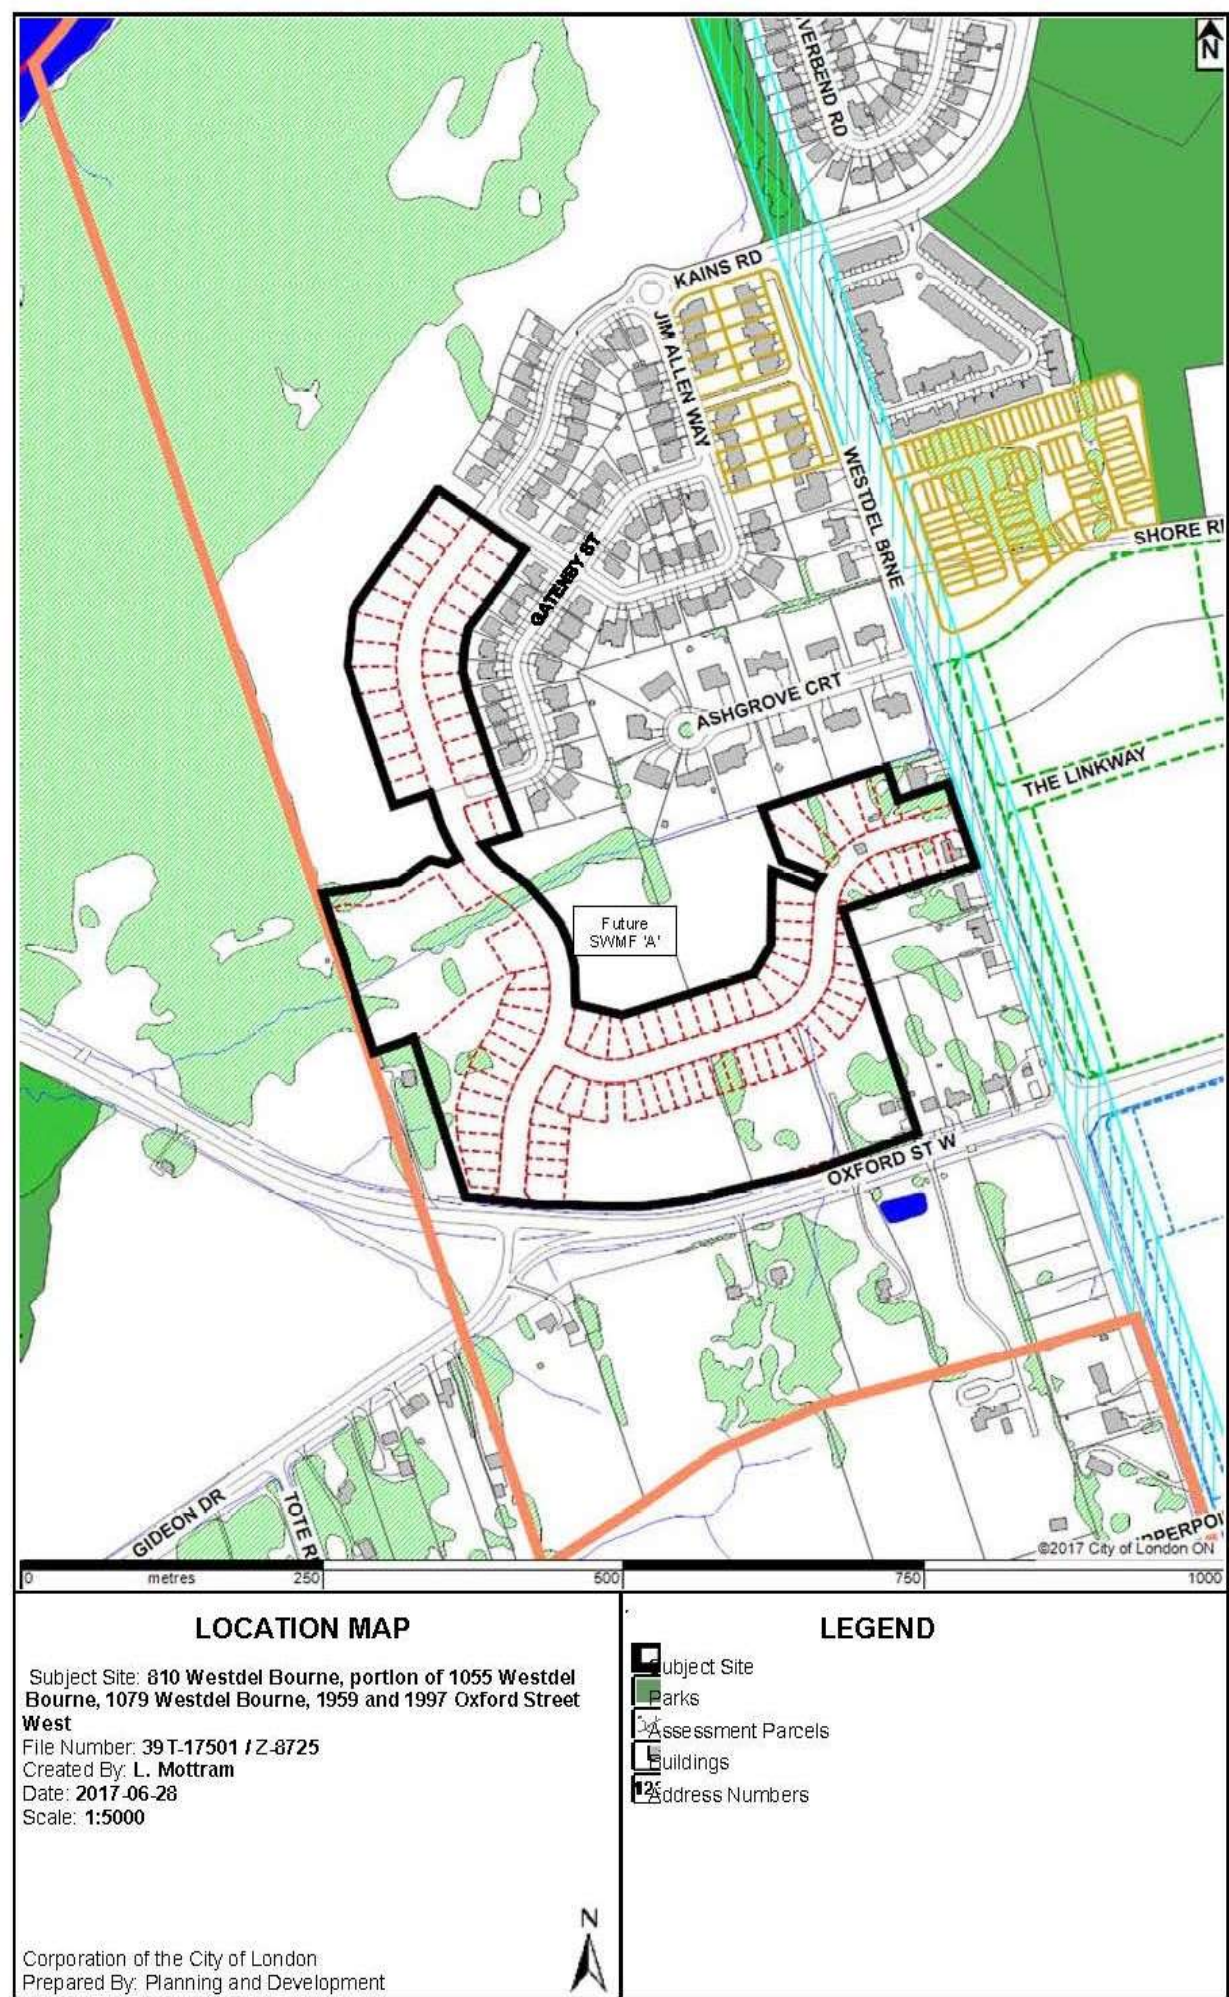 N
VERBEND RD
KAINS RD
JIM ALLEN WAY
WESTDEL BRNE
SHORE RD
GATENBY ST
ASHGROVE CRT
THE LINKWAY
Future
SWMF 'A'
OXFORD ST W
GIDEON DR
TOTE R
©2017 City of London ON
0 metres 250 500 750 1000
LOCATION MAP
Subject Site: 810 Westdel Bourne, portion of 1055 Westdel
Bourne, 1079 Westdel Bourne, 1959 and 1997 Oxford Street
West
File Number: 39T-17501 / Z-8725
Created By: L. Mottram
Date: 2017-06-28
Scale: 1:5000
Corporation of the City of London
Prepared By: Planning and Development
N
LEGEND
Subject Site
Parks
Assessment Parcels
Buildings
Address Numbers